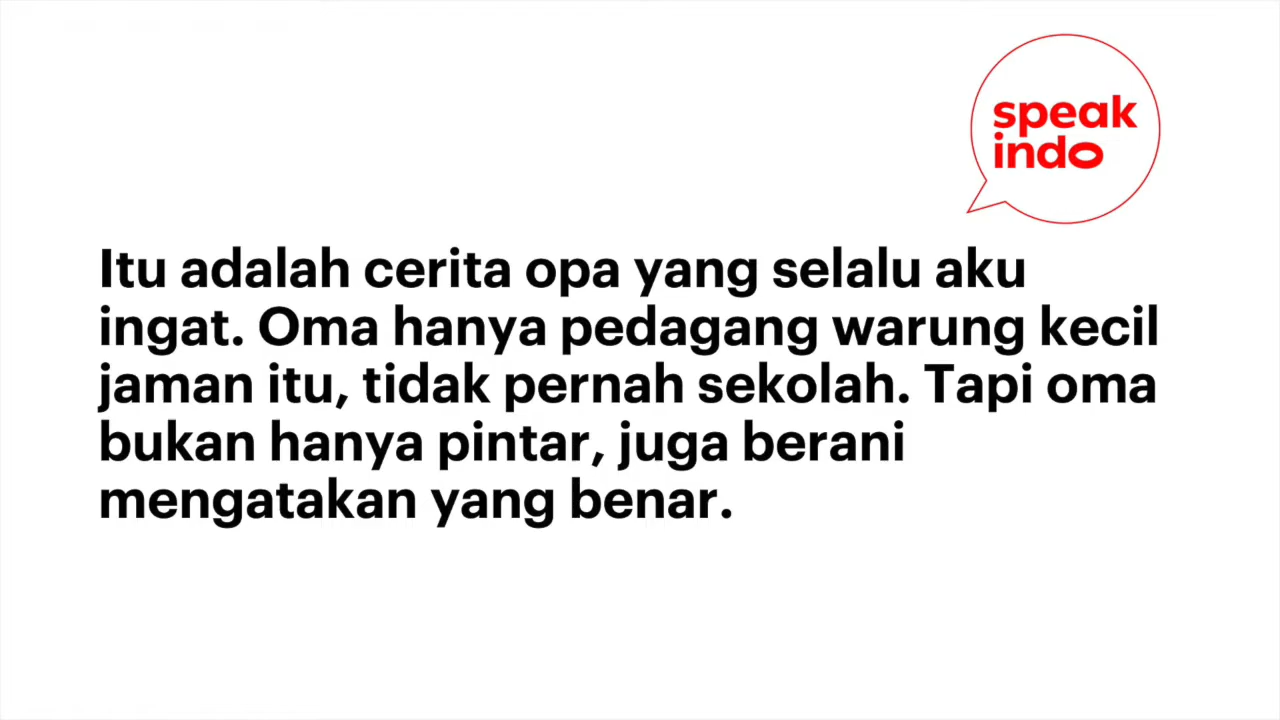 speak
indo
Itu adalah cerita opa yang selalu aku
ingat. Oma hanya pedagang warung kecil
jaman itu, tidak pernah sekolah. Tapi oma
bukan hanya pintar, juga berani
mengatakan yang benar.